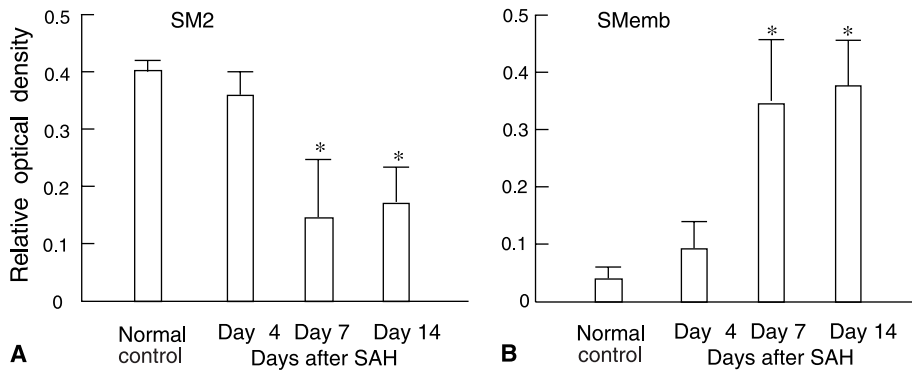 SM2
Relative optical density
0.5
0.4
0.3
0.2
0.1
0
*
*
Normal control
Day 4
Day 7
Day 14
Days after SAH
A
SMemb
0.5
0.4
0.3
0.2
0.1
0
*
*
Normal control
Day 4
Day 7
Day 14
Days after SAH
B